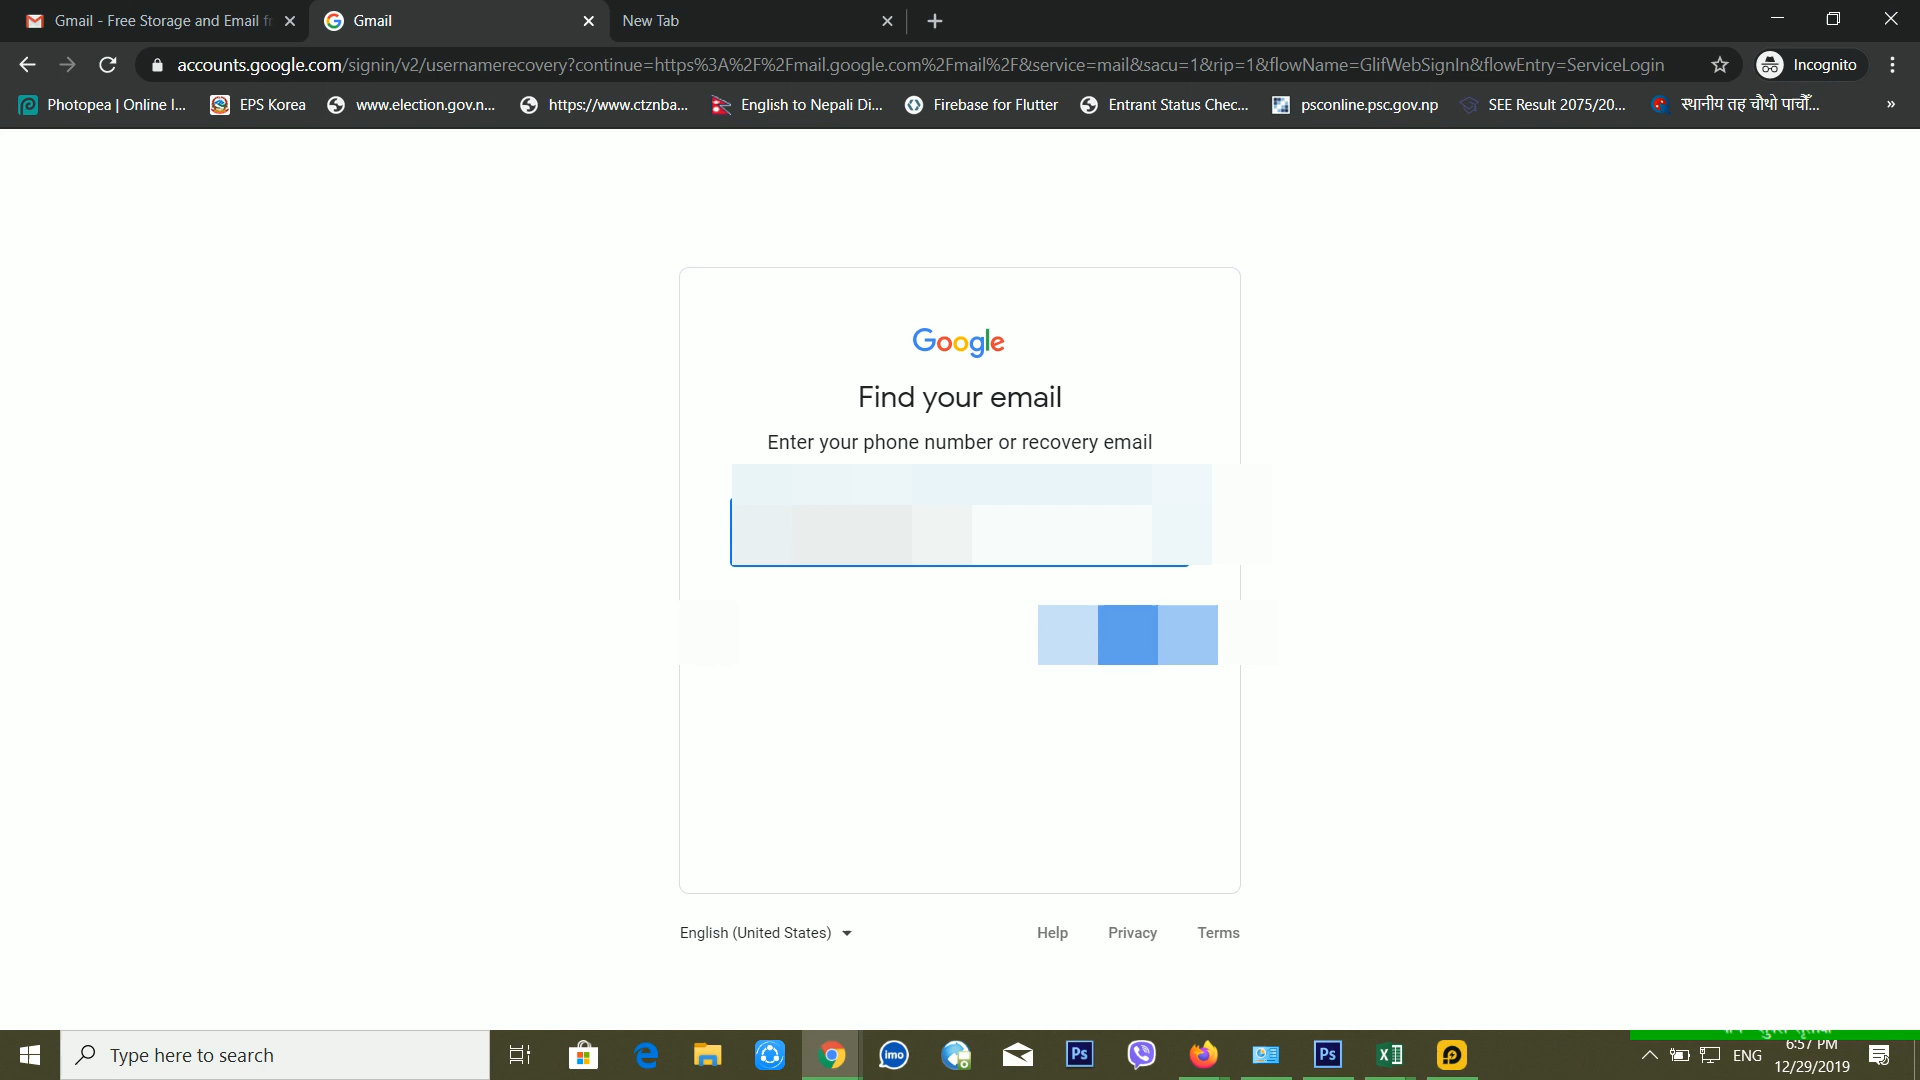 Gmail - Free Storage and Email fr
Gmail
New Tab
accounts.google.com/signin/v2/usernamerecovery?continue=https%3A%2F%2Fmail.google.com%2Fmail%2F&service=mail&sacu=1&rip=1&flowName=GlifWebSignIn&flowEntry=ServiceLogin
Incognito
Photopea | Online I...
EPS Korea
www.election.gov.n...
https://www.ctznba...
English to Nepali Di...
Firebase for Flutter
Entrant Status Chec...
psconline.psc.gov.np
SEE Result 2075/20...
स्थानीय तह चौथो पाचौँ...
»
Google
Find your email
Enter your phone number or recovery email
English (United States)
Help
Privacy
Terms
Type here to search
imo
Ps
Ps
ENG
6:57 PM
12/29/2019